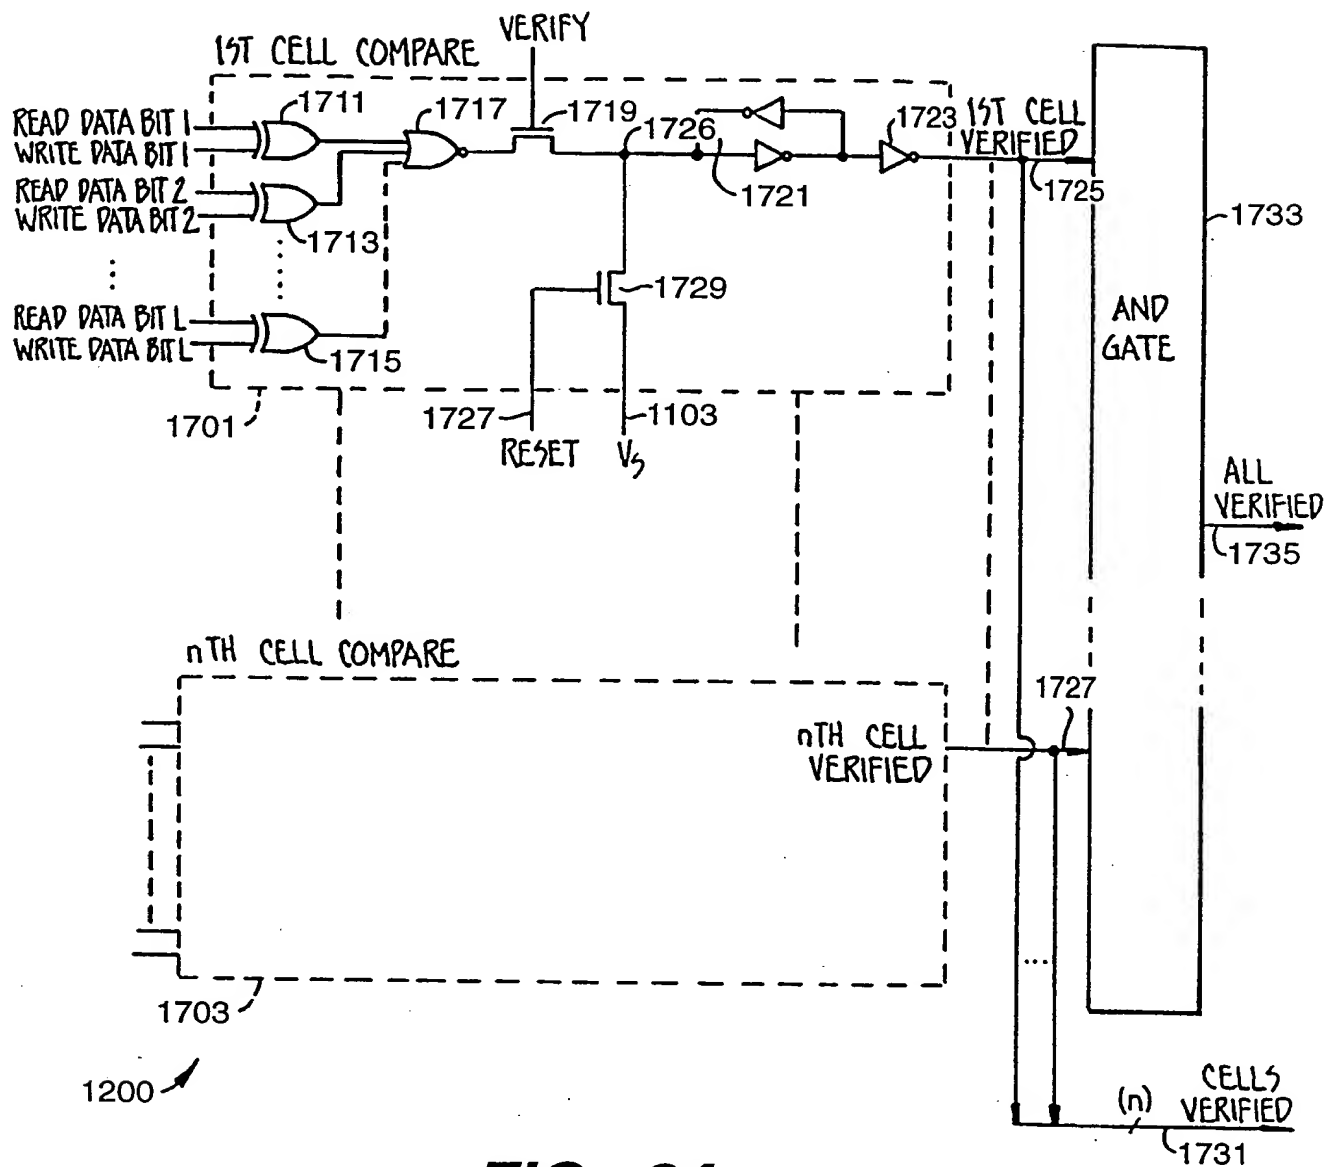 VERIFY
1ST CELL COMPARE
1711
1717
1719
1726
1723
1ST CELL
VERIFIED
READ DATA BIT 1
WRITE DATA BIT 1
READ DATA BIT 2
WRITE DATA BIT 2
1713
1721
1725
1733
1729
AND
GATE
READ DATA BIT L
WRITE DATA BIT L
1715
1701
1727
1103
RESET
VS
ALL
VERIFIED
1735
nTH CELL COMPARE
1727
nTH CELL
VERIFIED
1703
1200
(n)
CELLS
VERIFIED
1731